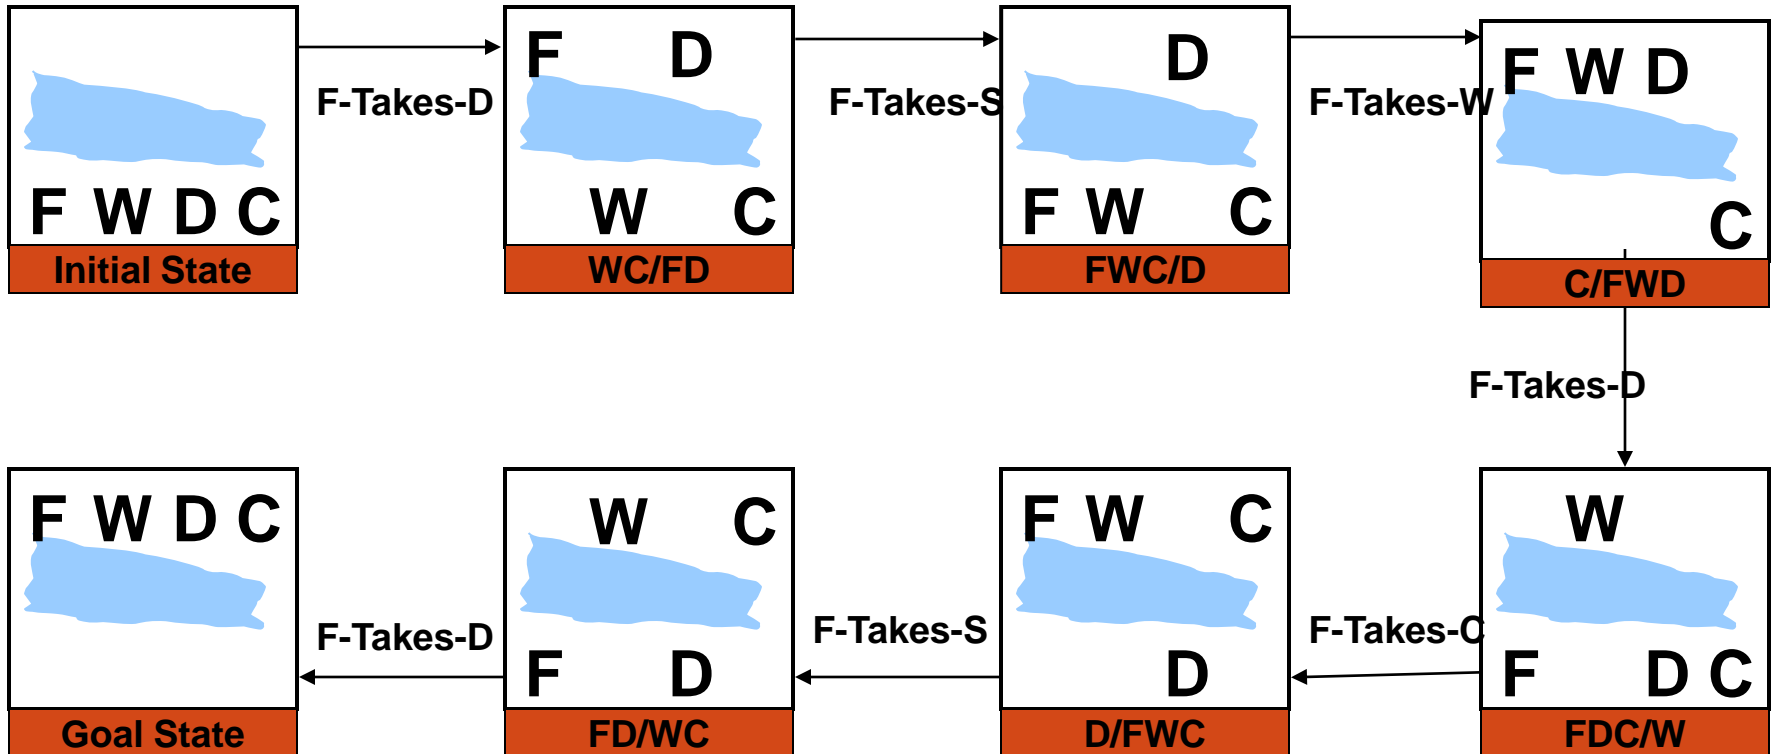 F-Takes-D
F W D C
Initial State
F D
W C
WC/FD
F-Takes-S
D
F W C
FWC/D
F-Takes-W
F W D
C
C/FWD
F-Takes-D
W
F D C
FDC/W
F-Takes-C
F W C
D
D/FWC
F-Takes-S
W C
F D
FD/WC
F-Takes-D
F W D C
Goal State